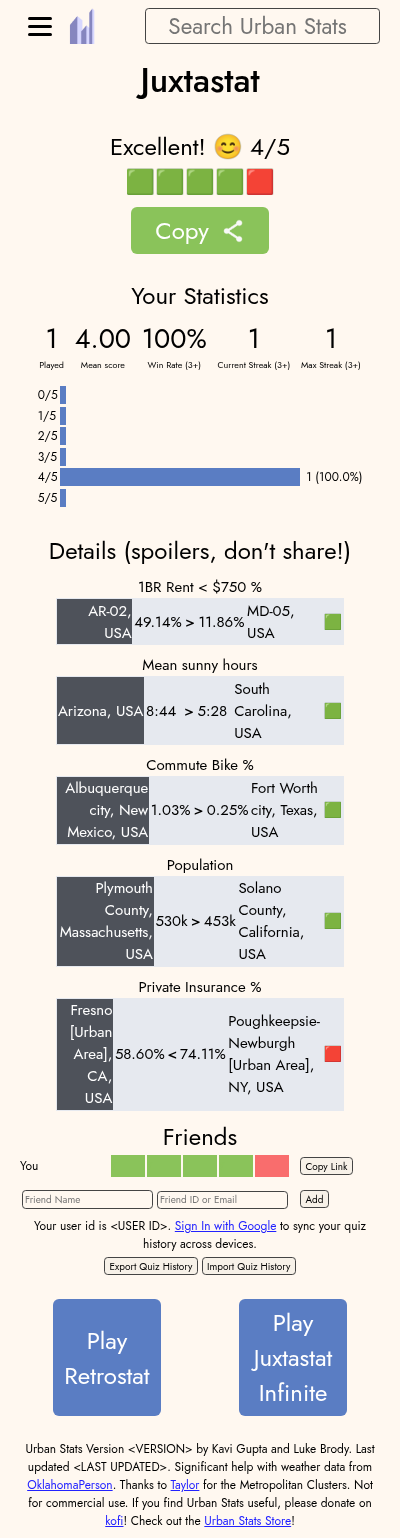 Search Urban Stats
Juxtastat
Excellent! 😊 4/5
🟩🟩🟩🟩🟥
Copy
Your Statistics
1 4.00 100% 1 1
Played Mean score Win Rate (3+) Current Streak (3+) Max Streak (3+)
0/5
1/5
2/5
3/5
4/5 1 (100.0%)
5/5
Details (spoilers, don't share!)
1BR Rent < $750 %
AR-02,
USA
49.14% > 11.86%
MD-05,
USA
🟩
Mean sunny hours
Arizona, USA
8:44 > 5:28
South
Carolina,
USA
🟩
Commute Bike %
Albuquerque
city, New
Mexico, USA
1.03% > 0.25%
Fort Worth
city, Texas,
USA
🟩
Population
Plymouth
County,
Massachusetts,
USA
530k > 453k
Solano
County,
California,
USA
🟩
Private Insurance %
Fresno
[Urban
Area],
CA,
USA
58.60% < 74.11%
Poughkeepsie-
Newburgh
[Urban Area],
NY, USA
🟥
Friends
You Copy Link
Friend Name Friend ID or Email Add
Your user id is <USER ID>. Sign In with Google to sync your quiz
history across devices.
Export Quiz History Import Quiz History
Play
Retrostat
Play
Juxtastat
Infinite
Urban Stats Version <VERSION> by Kavi Gupta and Luke Brody. Last
updated <LAST UPDATED>. Significant help with weather data from
OklahomaPerson. Thanks to Taylor for the Metropolitan Clusters. Not
for commercial use. If you find Urban Stats useful, please donate on
kofi! Check out the Urban Stats Store!